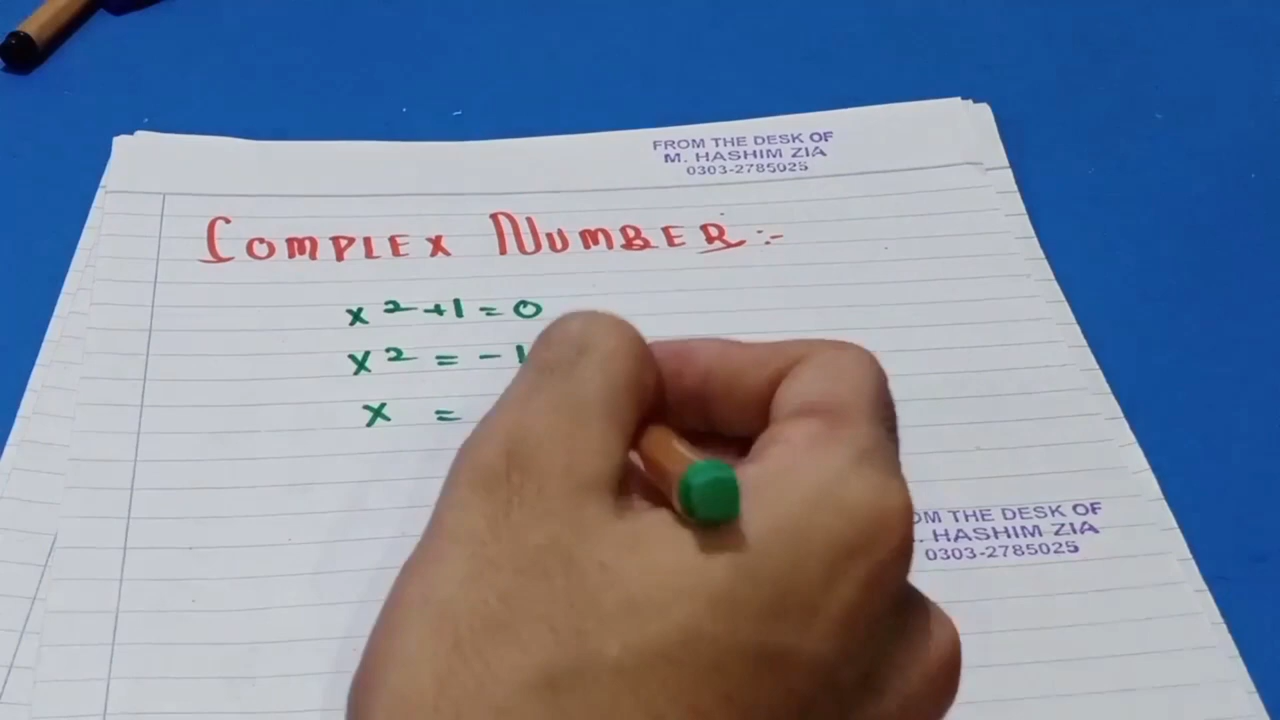 FROM THE DESK OF
M. HASHIM ZIA
0303-2785025
COMPLEX NUMBER :-
x² + 1 = 0
x² = -1
x =
THE DESK OF
HASHIM ZIA
0303-2785025